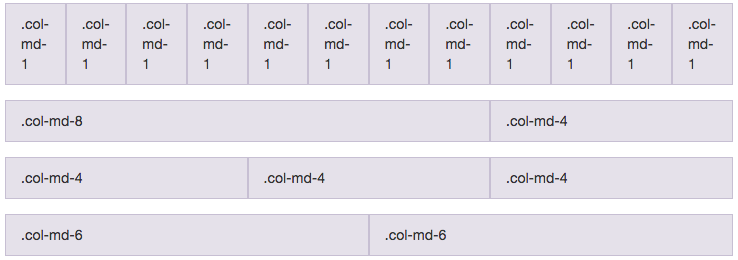 .col- .col- .col- .col- .col- .col- .col- .col- .col- .col- .col- .col-
md- md- md- md- md- md- md- md- md- md- md- md-
1 1 1 1 1 1 1 1 1 1 1 1
.col-md-8 .col-md-4
.col-md-4 .col-md-4 .col-md-4
.col-md-6 .col-md-6